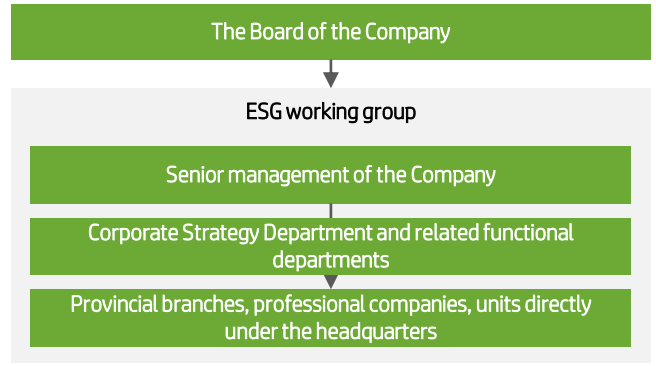 The Board of the Company
ESG working group
Senior management of the Company
Corporate Strategy Department and related functional
departments
Provincial branches, professional companies, units directly
under the headquarters